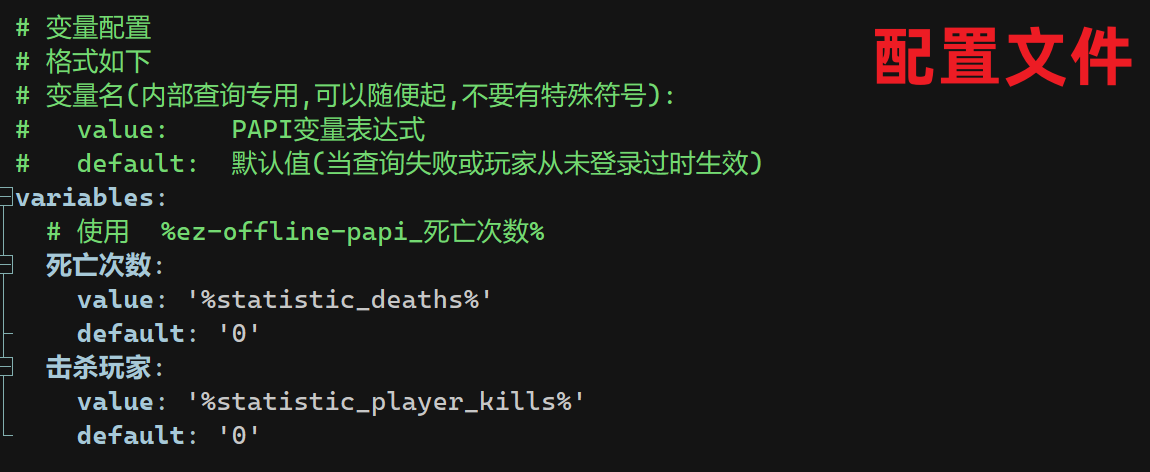 # 变量配置
配置文件
# 格式如下
# 变量名(内部查询专用,可以随便起,不要有特殊符号):
#   value:    PAPI变量表达式
#   default:  默认值(当查询失败或玩家从未登录过时生效)
variables:
  # 使用  %ez-offline-papi_死亡次数%
  死亡次数:
    value: '%statistic_deaths%'
    default: '0'
  击杀玩家:
    value: '%statistic_player_kills%'
    default: '0'